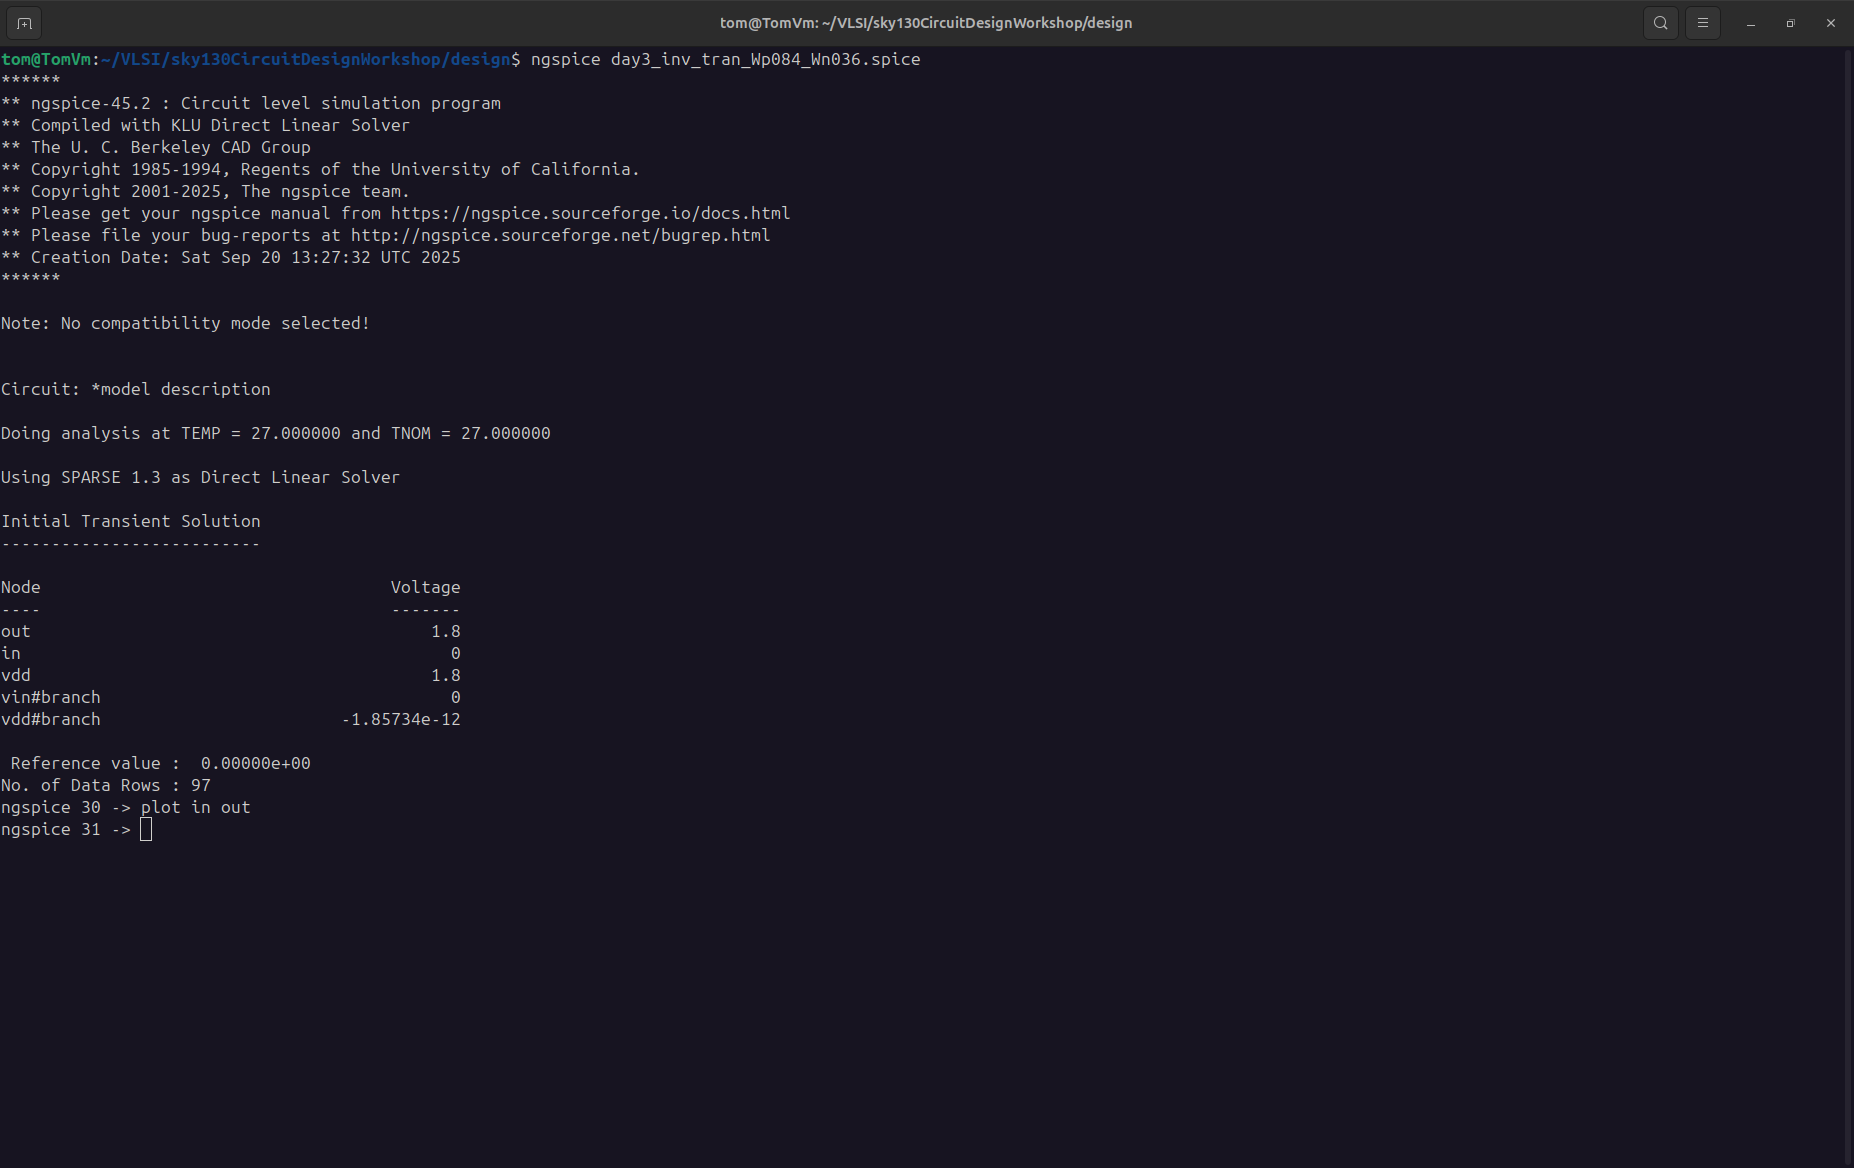 tom@TomVm: ~/VLSI/sky130CircuitDesignWorkshop/design
tom@TomVm:~/VLSI/sky130CircuitDesignWorkshop/design$ ngspice day3_inv_tran_Wp084_Wn036.spice
******
** ngspice-45.2 : Circuit level simulation program
** Compiled with KLU Direct Linear Solver
** The U. C. Berkeley CAD Group
** Copyright 1985-1994, Regents of the University of California.
** Copyright 2001-2025, The ngspice team.
** Please get your ngspice manual from https://ngspice.sourceforge.io/docs.html
** Please file your bug-reports at http://ngspice.sourceforge.net/bugrep.html
** Creation Date: Sat Sep 20 13:27:32 UTC 2025
******
Note: No compatibility mode selected!
Circuit: *model description
Doing analysis at TEMP = 27.000000 and TNOM = 27.000000
Using SPARSE 1.3 as Direct Linear Solver
Initial Transient Solution
--------------------------
Node                                   Voltage
----                                   -------
out                                        1.8
in                                           0
vdd                                        1.8
vin#branch                                   0
vdd#branch                        -1.85734e-12
 Reference value :  0.00000e+00
No. of Data Rows : 97
ngspice 30 -> plot in out
ngspice 31 ->